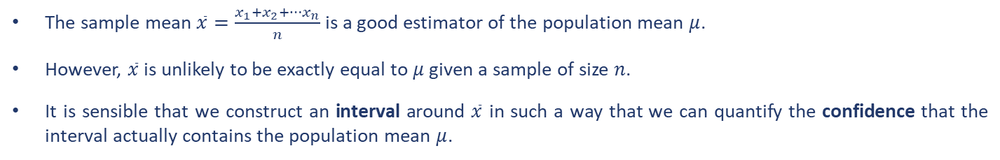 • The sample mean x̄ = (x₁+x₂+⋯xₙ)/n is a good estimator of the population mean μ.
• However, x̄ is unlikely to be exactly equal to μ given a sample of size n.
• It is sensible that we construct an interval around x̄ in such a way that we can quantify the confidence that the
interval actually contains the population mean μ.